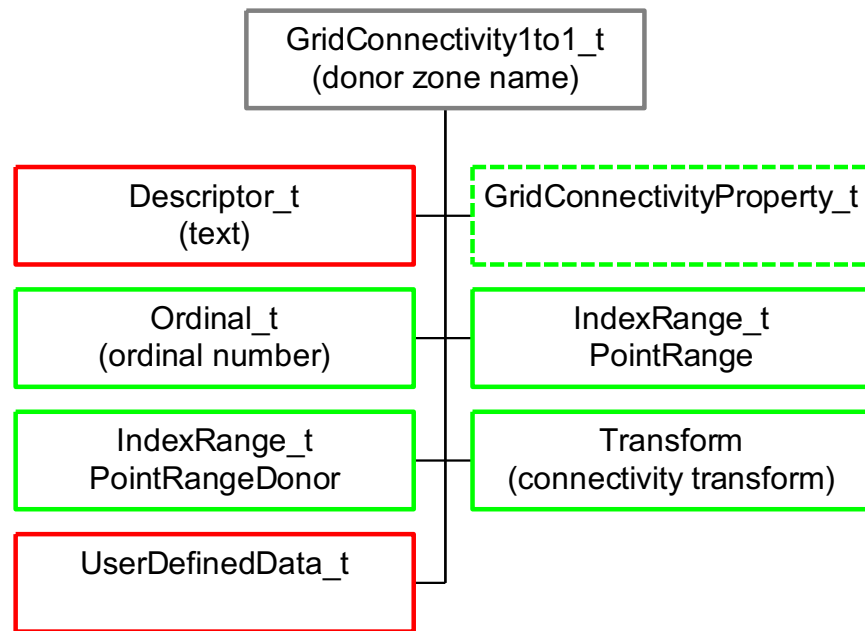 GridConnectivity1to1_t
(donor zone name)
Descriptor_t
(text)
GridConnectivityProperty_t
Ordinal_t
(ordinal number)
IndexRange_t
PointRange
IndexRange_t
PointRangeDonor
Transform
(connectivity transform)
UserDefinedData_t